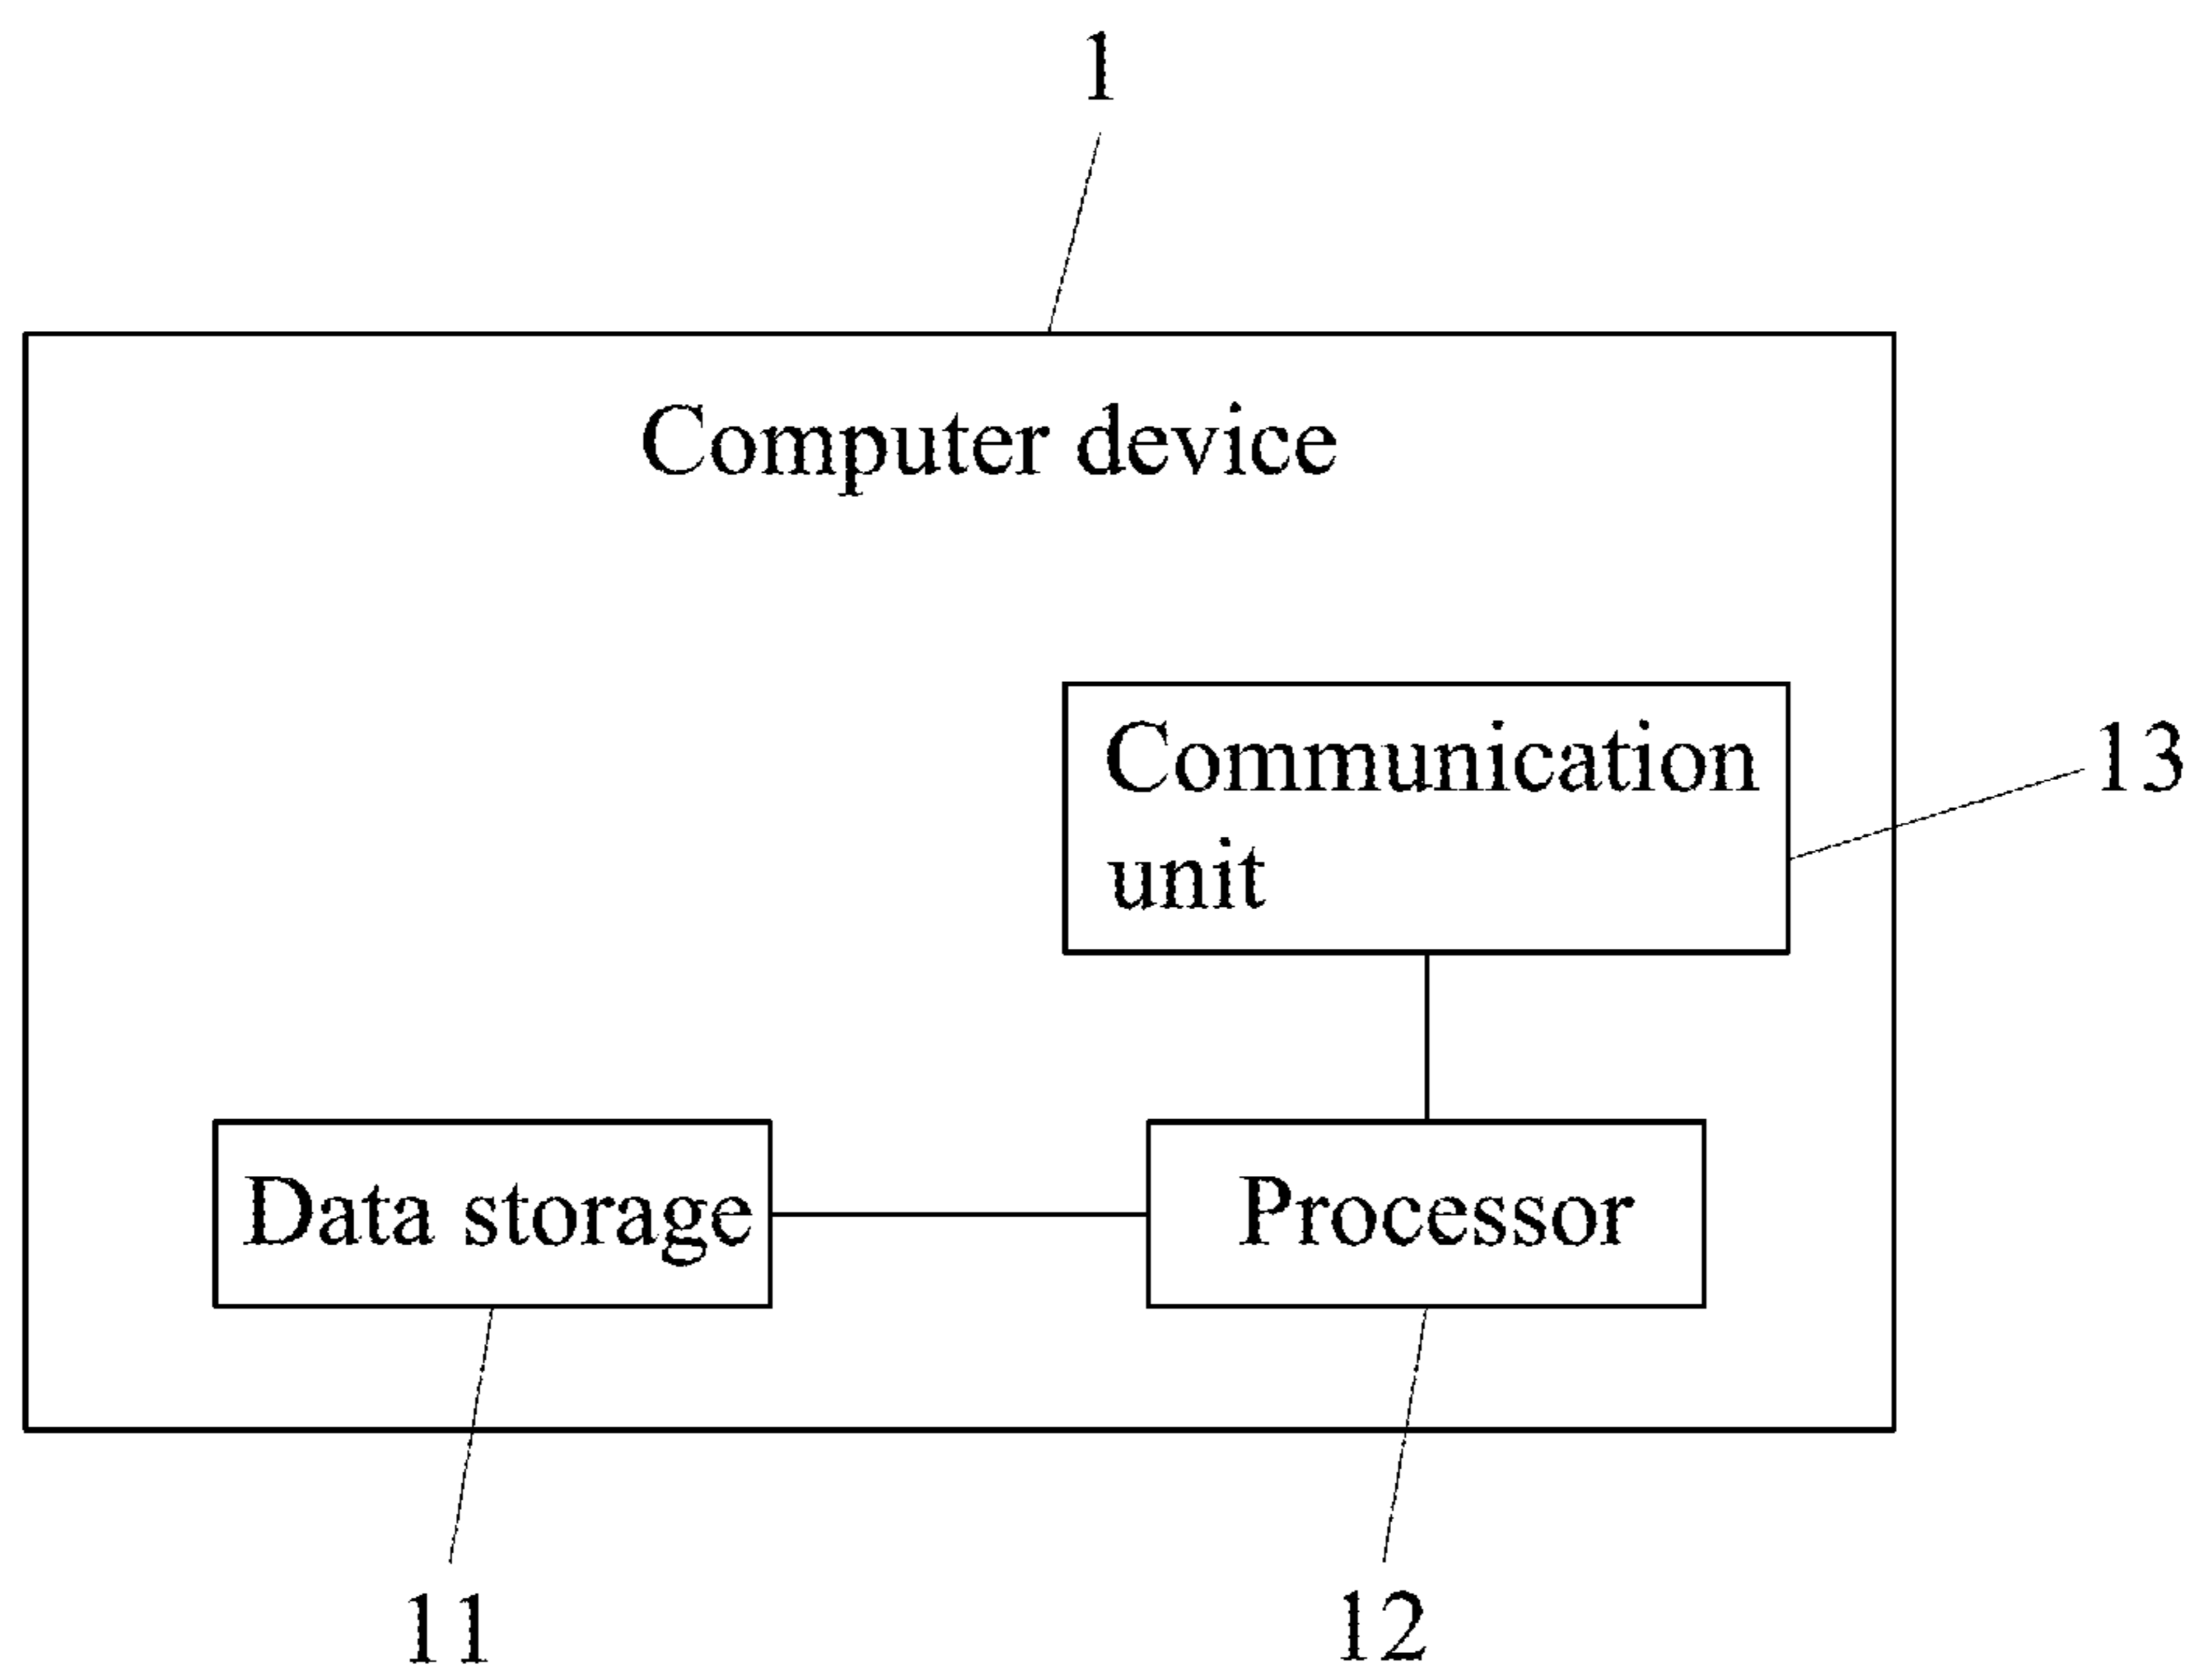 1
Computer device
Communication
unit
13
Data storage
Processor
11
12